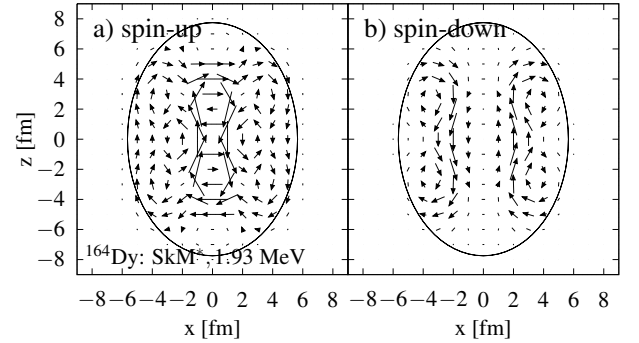 a) spin-up
b) spin-down
8
6
4
2
0
−2
−4
−6
−8
z [fm]
¹⁶⁴Dy: SkM*, 1.93 MeV
−8 −6 −4 −2 0 2 4 6 8
−8 −6 −4 −2 0 2 4 6 8
x [fm]
x [fm]